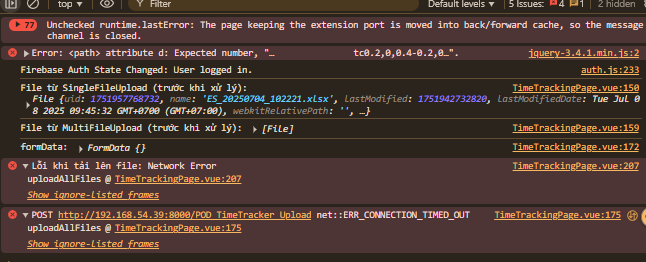 top ▼ Filter Default levels ▼ 5 Issues: 4 1 2 hidden
77 Unchecked runtime.lastError: The page keeping the extension port is moved into back/forward cache, so the message channel is closed.
Error: <path> attribute d: Expected number, "… tc0.2,0,0.4-0.2,0…". jquery-3.4.1.min.js:2
Firebase Auth State Changed: User logged in. auth.js:233
File từ SingleFileUpload (trước khi xử lý): TimeTrackingPage.vue:150
File {uid: 1751957768732, name: 'ES_20250704_102221.xlsx', lastModified: 1751942732820, lastModifiedDate: Tue Jul 0
8 2025 09:45:32 GMT+0700 (GMT+07:00), webkitRelativePath: '', …}
File từ MultiFileUpload (trước khi xử lý): [File] TimeTrackingPage.vue:159
formData: FormData {} TimeTrackingPage.vue:172
Lỗi khi tải lên file: Network Error TimeTrackingPage.vue:207
uploadAllFiles @ TimeTrackingPage.vue:207
Show ignore-listed frames
POST http://192.168.54.39:8000/POD_TimeTracker_Upload net::ERR_CONNECTION_TIMED_OUT TimeTrackingPage.vue:175
uploadAllFiles @ TimeTrackingPage.vue:175
Show ignore-listed frames